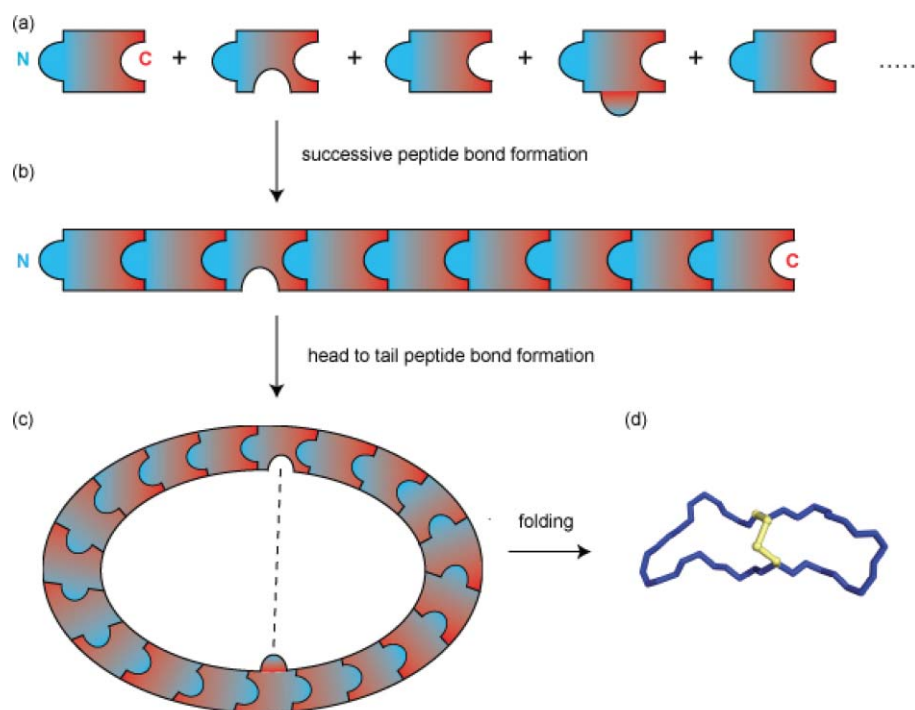 (a)
N C + + + + .....
successive peptide bond formation
(b)
N C
head to tail peptide bond formation
(c)
(d)
folding